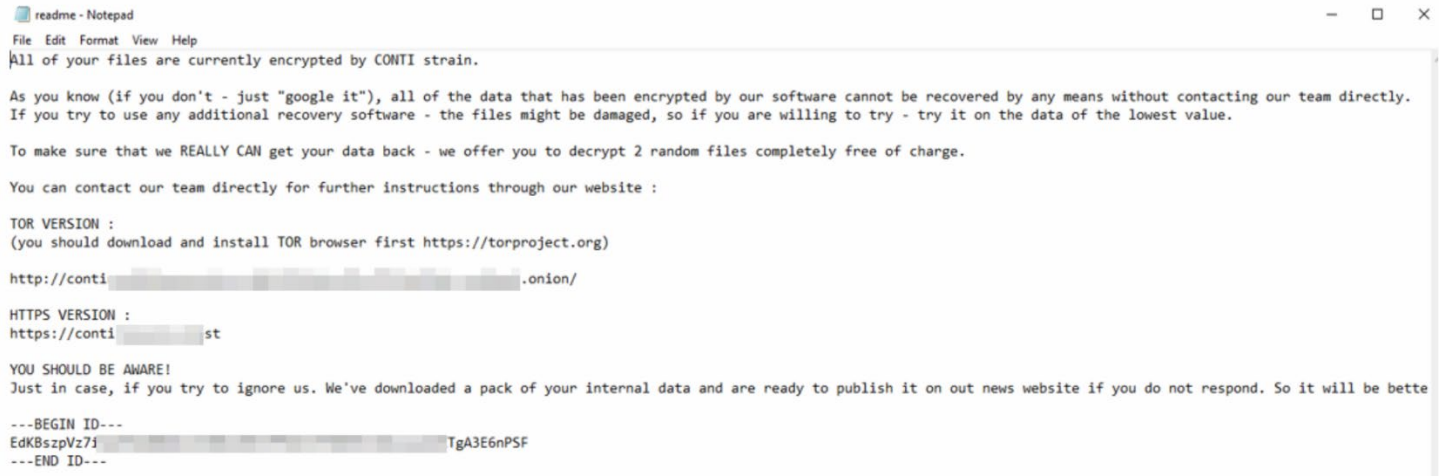 readme - Notepad
File Edit Format View Help
All of your files are currently encrypted by CONTI strain.
As you know (if you don't - just "google it"), all of the data that has been encrypted by our software cannot be recovered by any means without contacting our team directly.
If you try to use any additional recovery software - the files might be damaged, so if you are willing to try - try it on the data of the lowest value.
To make sure that we REALLY CAN get your data back - we offer you to decrypt 2 random files completely free of charge.
You can contact our team directly for further instructions through our website :
TOR VERSION :
(you should download and install TOR browser first https://torproject.org)
http://conti .onion/
HTTPS VERSION :
https://conti st
YOU SHOULD BE AWARE!
Just in case, if you try to ignore us. We've downloaded a pack of your internal data and are ready to publish it on out news website if you do not respond. So it will be bette
---BEGIN ID---
EdKBszpVz7i TgA3E6nPSF
---END ID---